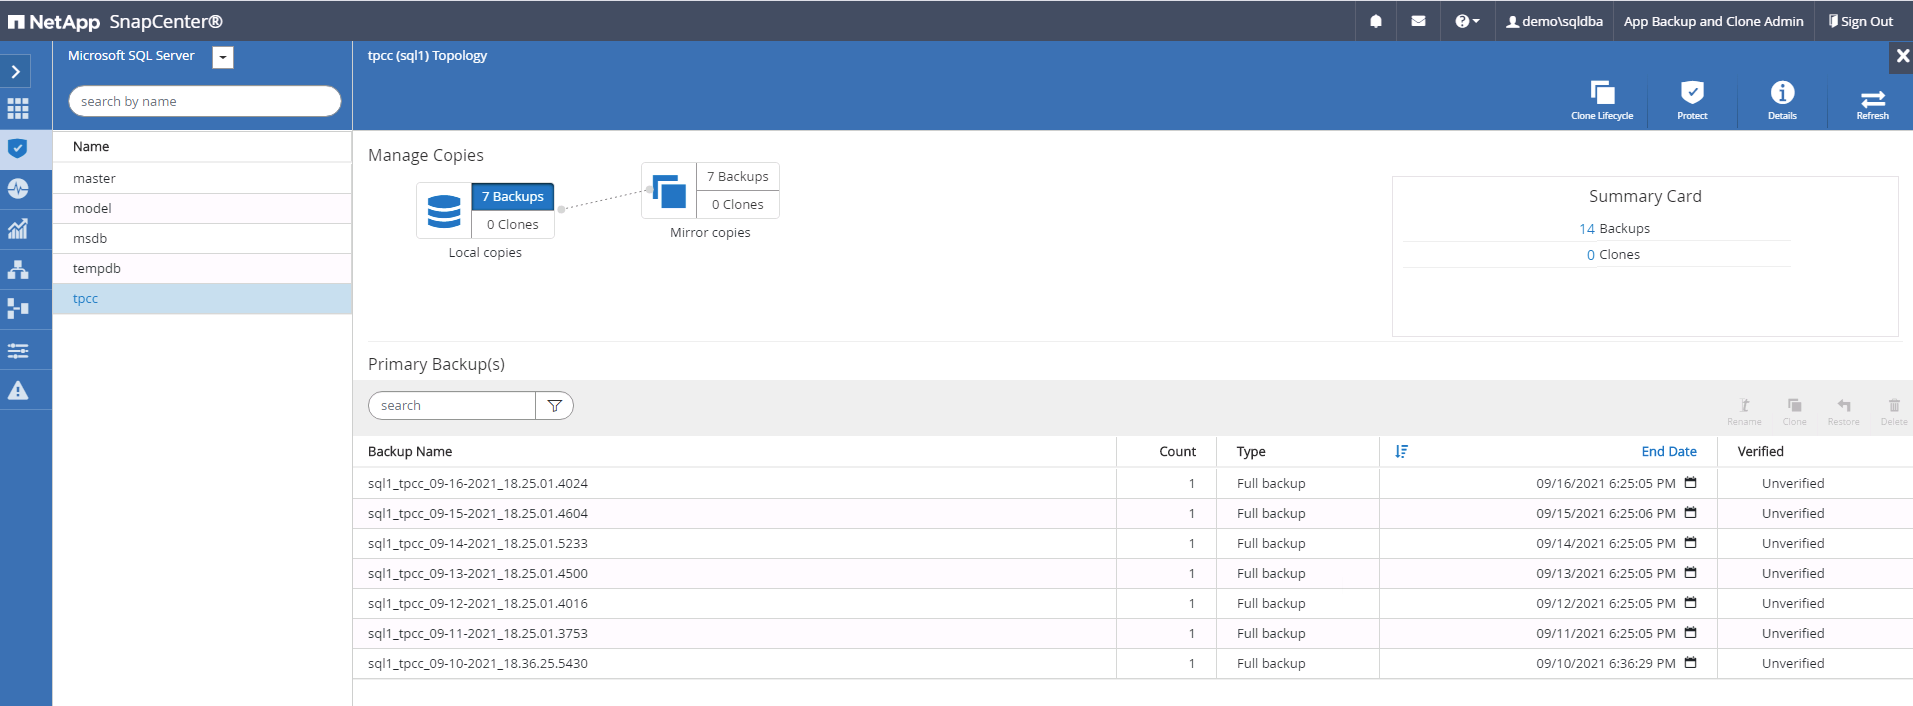 NetApp SnapCenter®
demo\sqldba App Backup and Clone Admin Sign Out
Microsoft SQL Server
search by name
Name
master
model
msdb
tempdb
tpcc
tpcc (sql1) Topology
Clone Lifecycle Protect Details Refresh
Manage Copies
7 Backups
0 Clones
Local copies
7 Backups
0 Clones
Mirror copies
Summary Card
14 Backups
0 Clones
Primary Backup(s)
search
Rename Clone Restore Delete
Backup Name Count Type End Date Verified
sql1_tpcc_09-16-2021_18.25.01.4024 1 Full backup 09/16/2021 6:25:05 PM Unverified
sql1_tpcc_09-15-2021_18.25.01.4604 1 Full backup 09/15/2021 6:25:06 PM Unverified
sql1_tpcc_09-14-2021_18.25.01.5233 1 Full backup 09/14/2021 6:25:05 PM Unverified
sql1_tpcc_09-13-2021_18.25.01.4500 1 Full backup 09/13/2021 6:25:05 PM Unverified
sql1_tpcc_09-12-2021_18.25.01.4016 1 Full backup 09/12/2021 6:25:05 PM Unverified
sql1_tpcc_09-11-2021_18.25.01.3753 1 Full backup 09/11/2021 6:25:05 PM Unverified
sql1_tpcc_09-10-2021_18.36.25.5430 1 Full backup 09/10/2021 6:36:29 PM Unverified